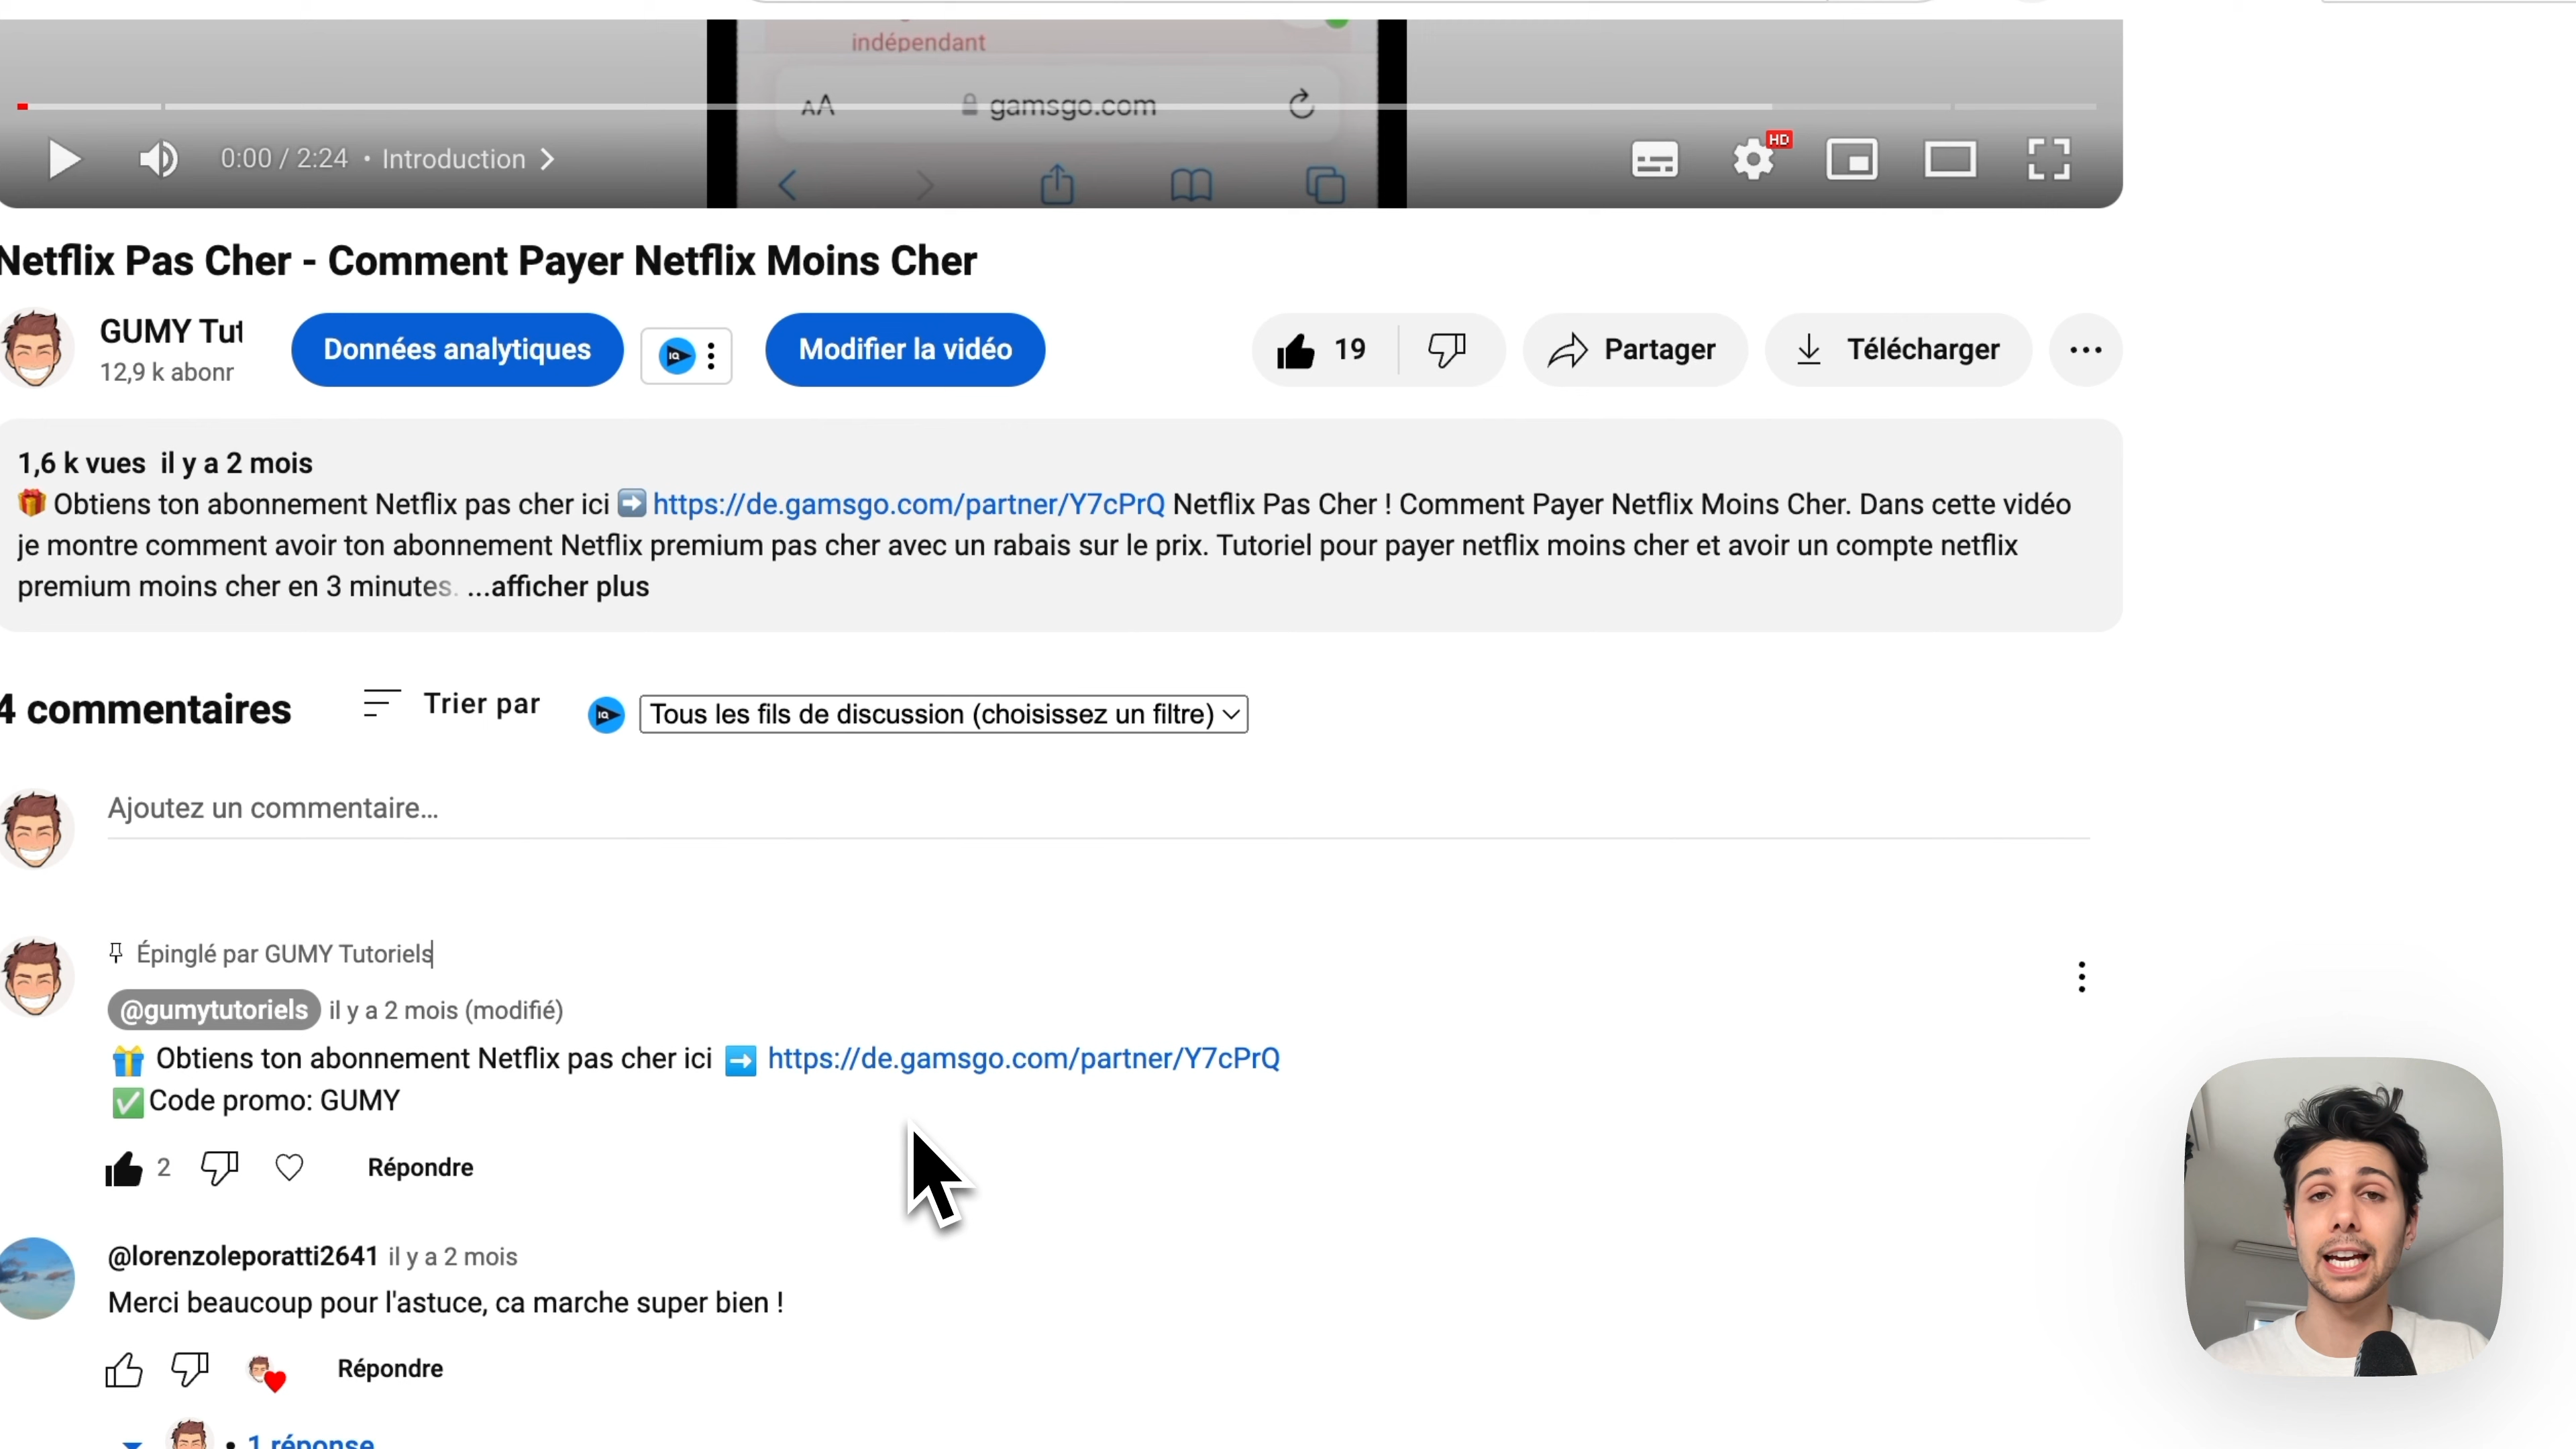 indépendant
AA gamsgo.com
0:00 / 2:24 • Introduction
HD
Netflix Pas Cher - Comment Payer Netflix Moins Cher
GUMY Tut
12,9 k abonr
Données analytiques
IQ
Modifier la vidéo
19
Partager
Télécharger
1,6 k vues il y a 2 mois
🎁 Obtiens ton abonnement Netflix pas cher ici ➡️ https://de.gamsgo.com/partner/Y7cPrQ Netflix Pas Cher ! Comment Payer Netflix Moins Cher. Dans cette vidéo
je montre comment avoir ton abonnement Netflix premium pas cher avec un rabais sur le prix. Tutoriel pour payer netflix moins cher et avoir un compte netflix
premium moins cher en 3 minutes. ...afficher plus
4 commentaires
Trier par
IQ
Tous les fils de discussion (choisissez un filtre)
Ajoutez un commentaire...
Épinglé par GUMY Tutoriels
@gumytutoriels il y a 2 mois (modifié)
🎁 Obtiens ton abonnement Netflix pas cher ici ➡️ https://de.gamsgo.com/partner/Y7cPrQ
✅ Code promo: GUMY
2 Répondre
@lorenzoleporatti2641 il y a 2 mois
Merci beaucoup pour l'astuce, ca marche super bien !
Répondre
• 1 réponse